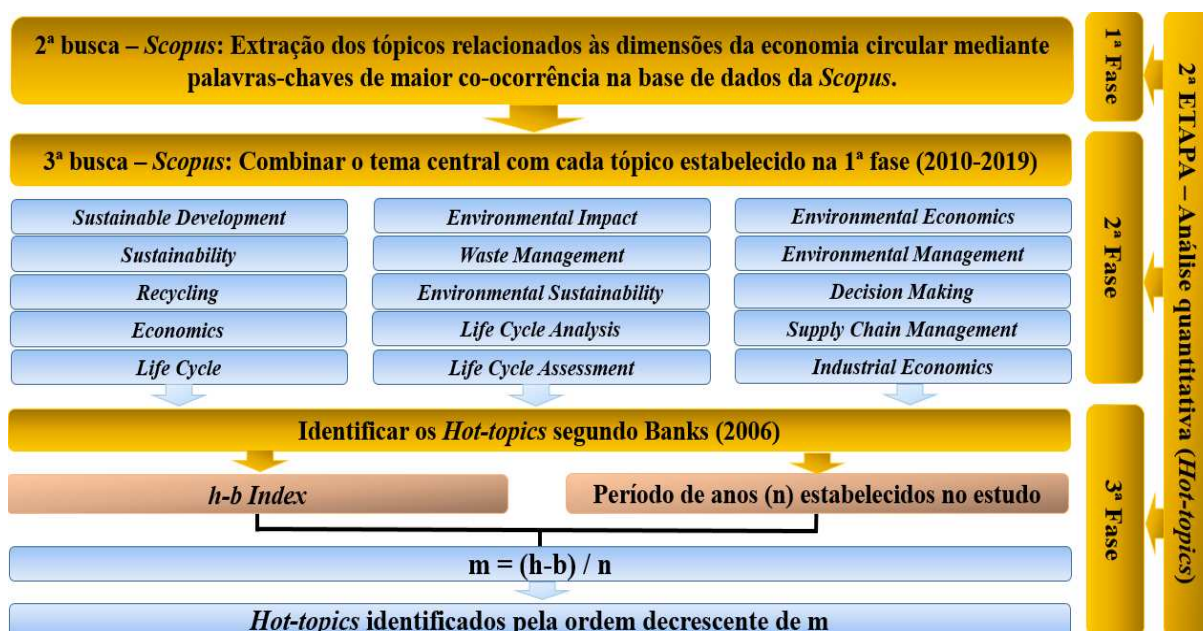 2ª busca – Scopus: Extração dos tópicos relacionados às dimensões da economia circular mediante
palavras-chaves de maior co-ocorrência na base de dados da Scopus.
1ª Fase
3ª busca – Scopus: Combinar o tema central com cada tópico estabelecido na 1ª fase (2010-2019)
Sustainable Development
Sustainability
Recycling
Economics
Life Cycle
Environmental Impact
Waste Management
Environmental Sustainability
Life Cycle Analysis
Life Cycle Assessment
Environmental Economics
Environmental Management
Decision Making
Supply Chain Management
Industrial Economics
2ª Fase
Identificar os Hot-topics segundo Banks (2006)
h-b Index
Período de anos (n) estabelecidos no estudo
m = (h-b) / n
Hot-topics identificados pela ordem decrescente de m
3ª Fase
2ª ETAPA – Análise quantitativa (Hot-topics)